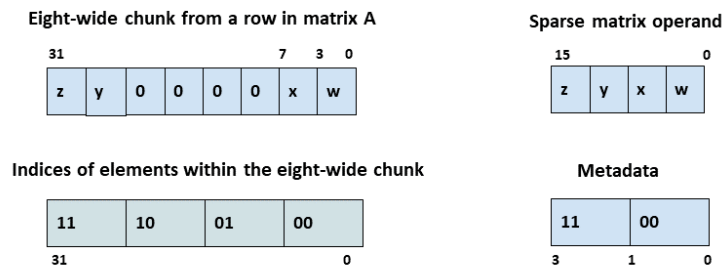 Eight-wide chunk from a row in matrix A
31 7 3 0
z y 0 0 0 0 x w
Sparse matrix operand
15 0
z y x w
Indices of elements within the eight-wide chunk
11 10 01 00
31 0
Metadata
11 00
3 1 0